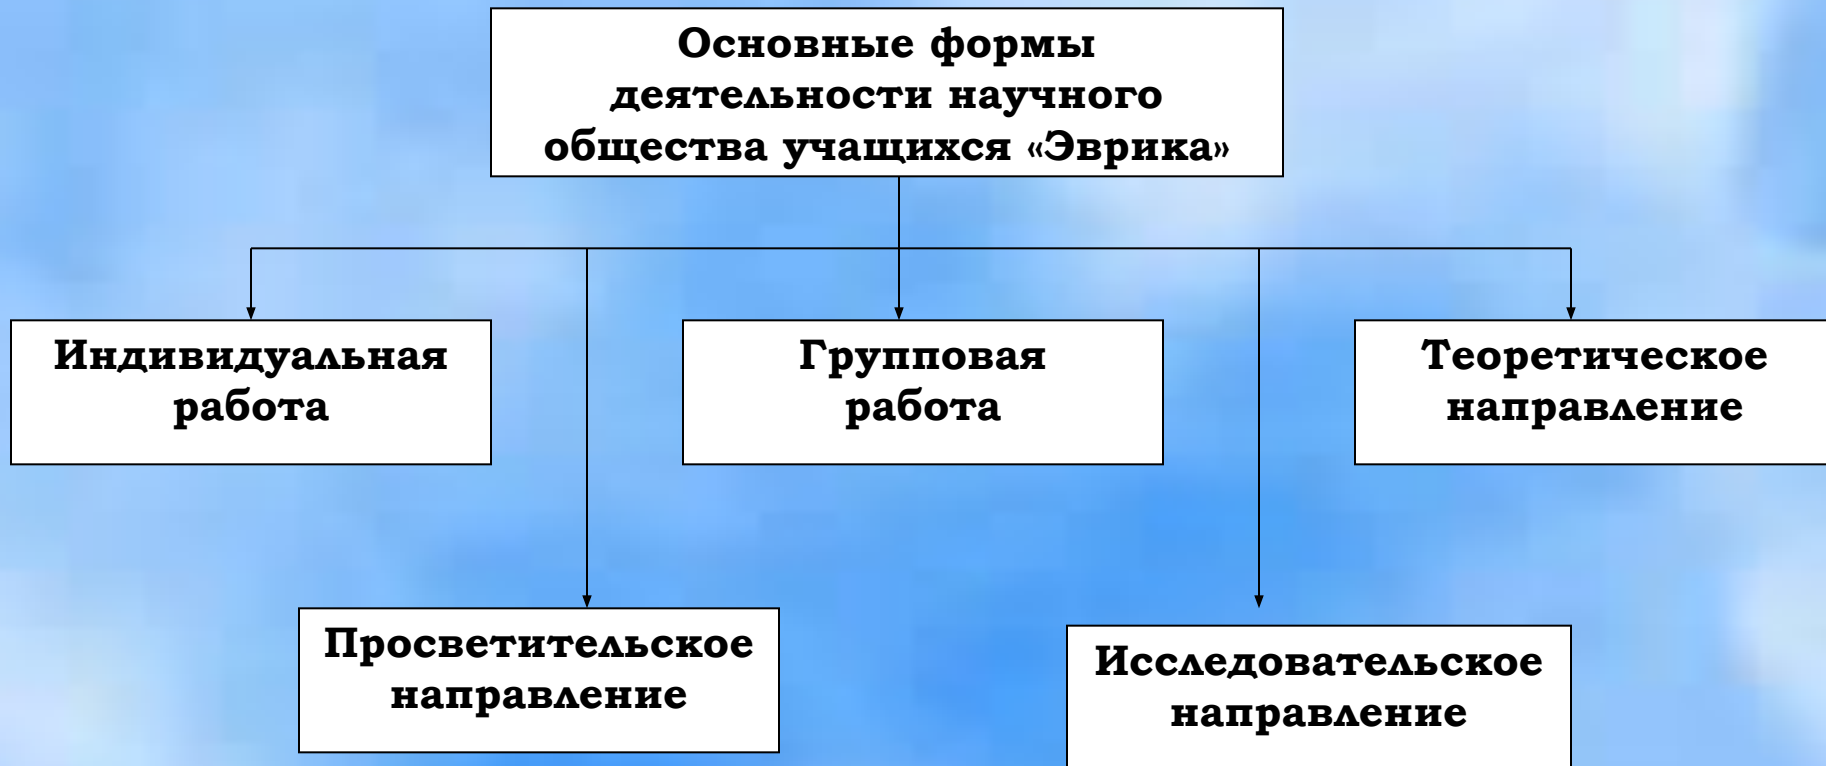 Основные формы
деятельности научного
общества учащихся «Эврика»
Индивидуальная
работа
Групповая
работа
Теоретическое
направление
Просветительское
направление
Исследовательское
направление